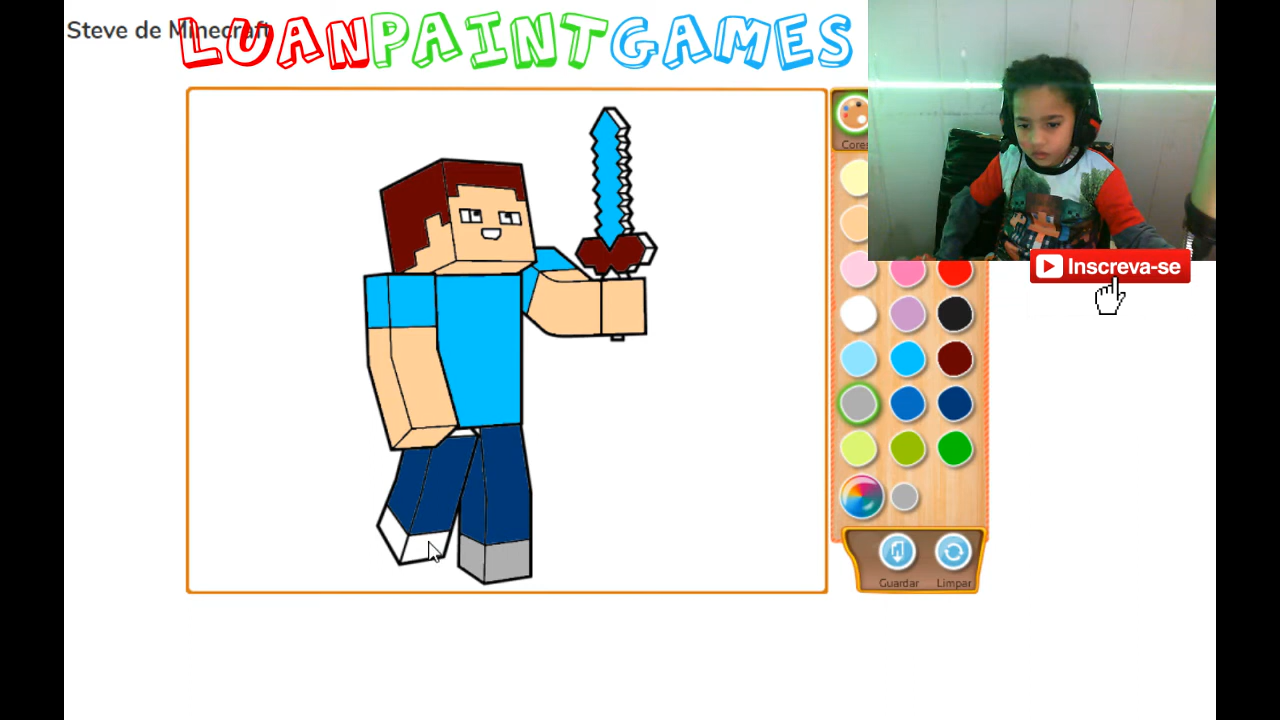 Steve de Minecraft
LUANPAINTGAMES
Cores
Inscreva-se
Guardar
Limpar